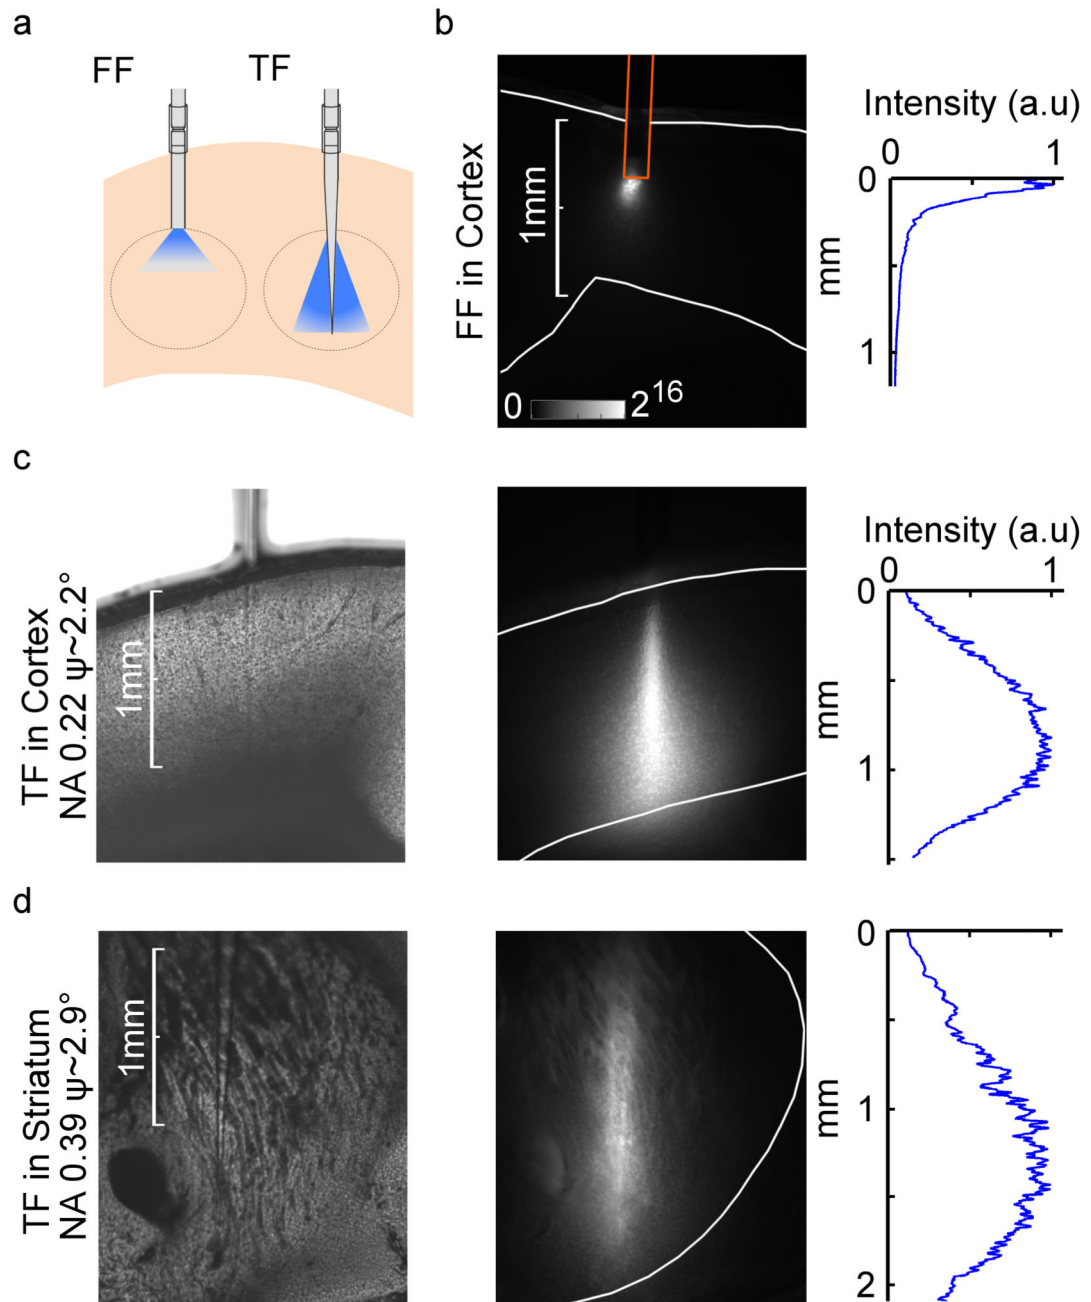 a
FF
TF
b
FF in Cortex
1mm
0
2^16
Intensity (a.u)
0
1
0
1
mm
c
TF in Cortex
NA 0.22 ψ~2.2°
1mm
Intensity (a.u)
0
1
0
1
mm
d
TF in Striatum
NA 0.39 ψ~2.9°
1mm
0
1
2
mm